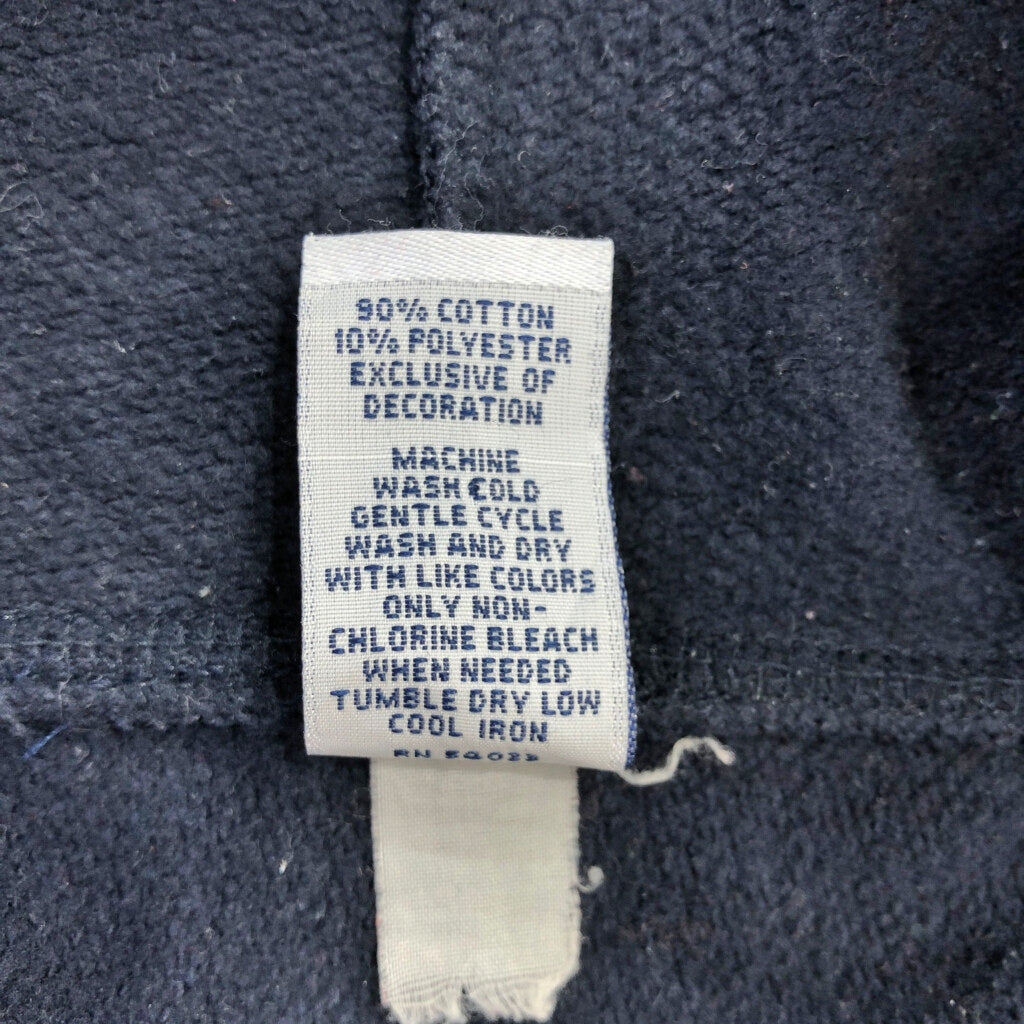 90% COTTON
10% POLYESTER
EXCLUSIVE OF
DECORATION
MACHINE
WASH COLD
GENTLE CYCLE
WASH AND DRY
WITH LIKE COLORS
ONLY NON-
CHLORINE BLEACH
WHEN NEEDED
TUMBLE DRY LOW
COOL IRON
RN